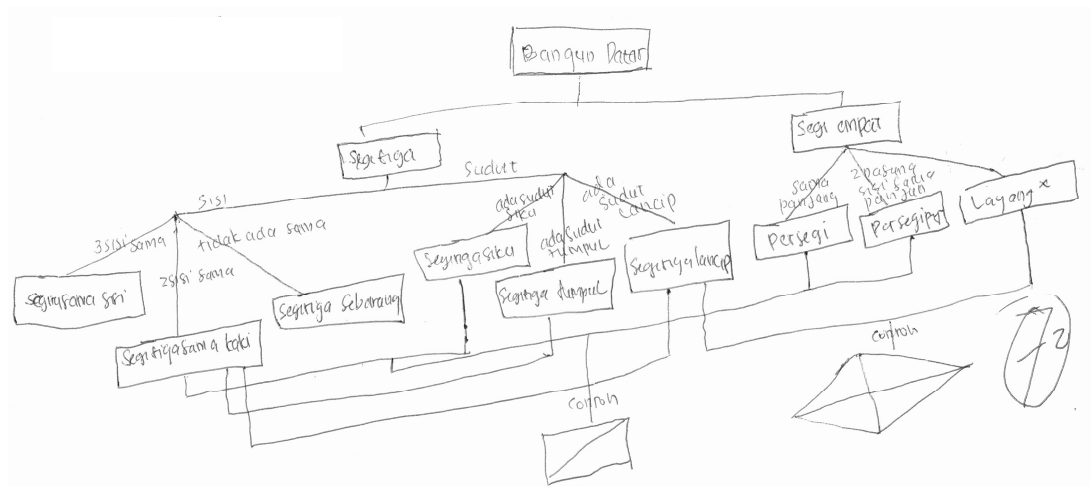 Bangun Datar
Segitiga
Segi empat
Sisi
Sudut
3 sisi sama
tidak ada sama
2 sisi sama
ada sudut
siku
ada sudut
tumpul
ada
sudut
lancip
sama
panjang
2 pasang
sisi sama
panjang
Layang x
Segitiga sama sisi
Segitiga Sebarang
Segitiga siku
Segitiga tumpul
Segitiga lancip
Persegi
Segitiga sama kaki
contoh
contoh